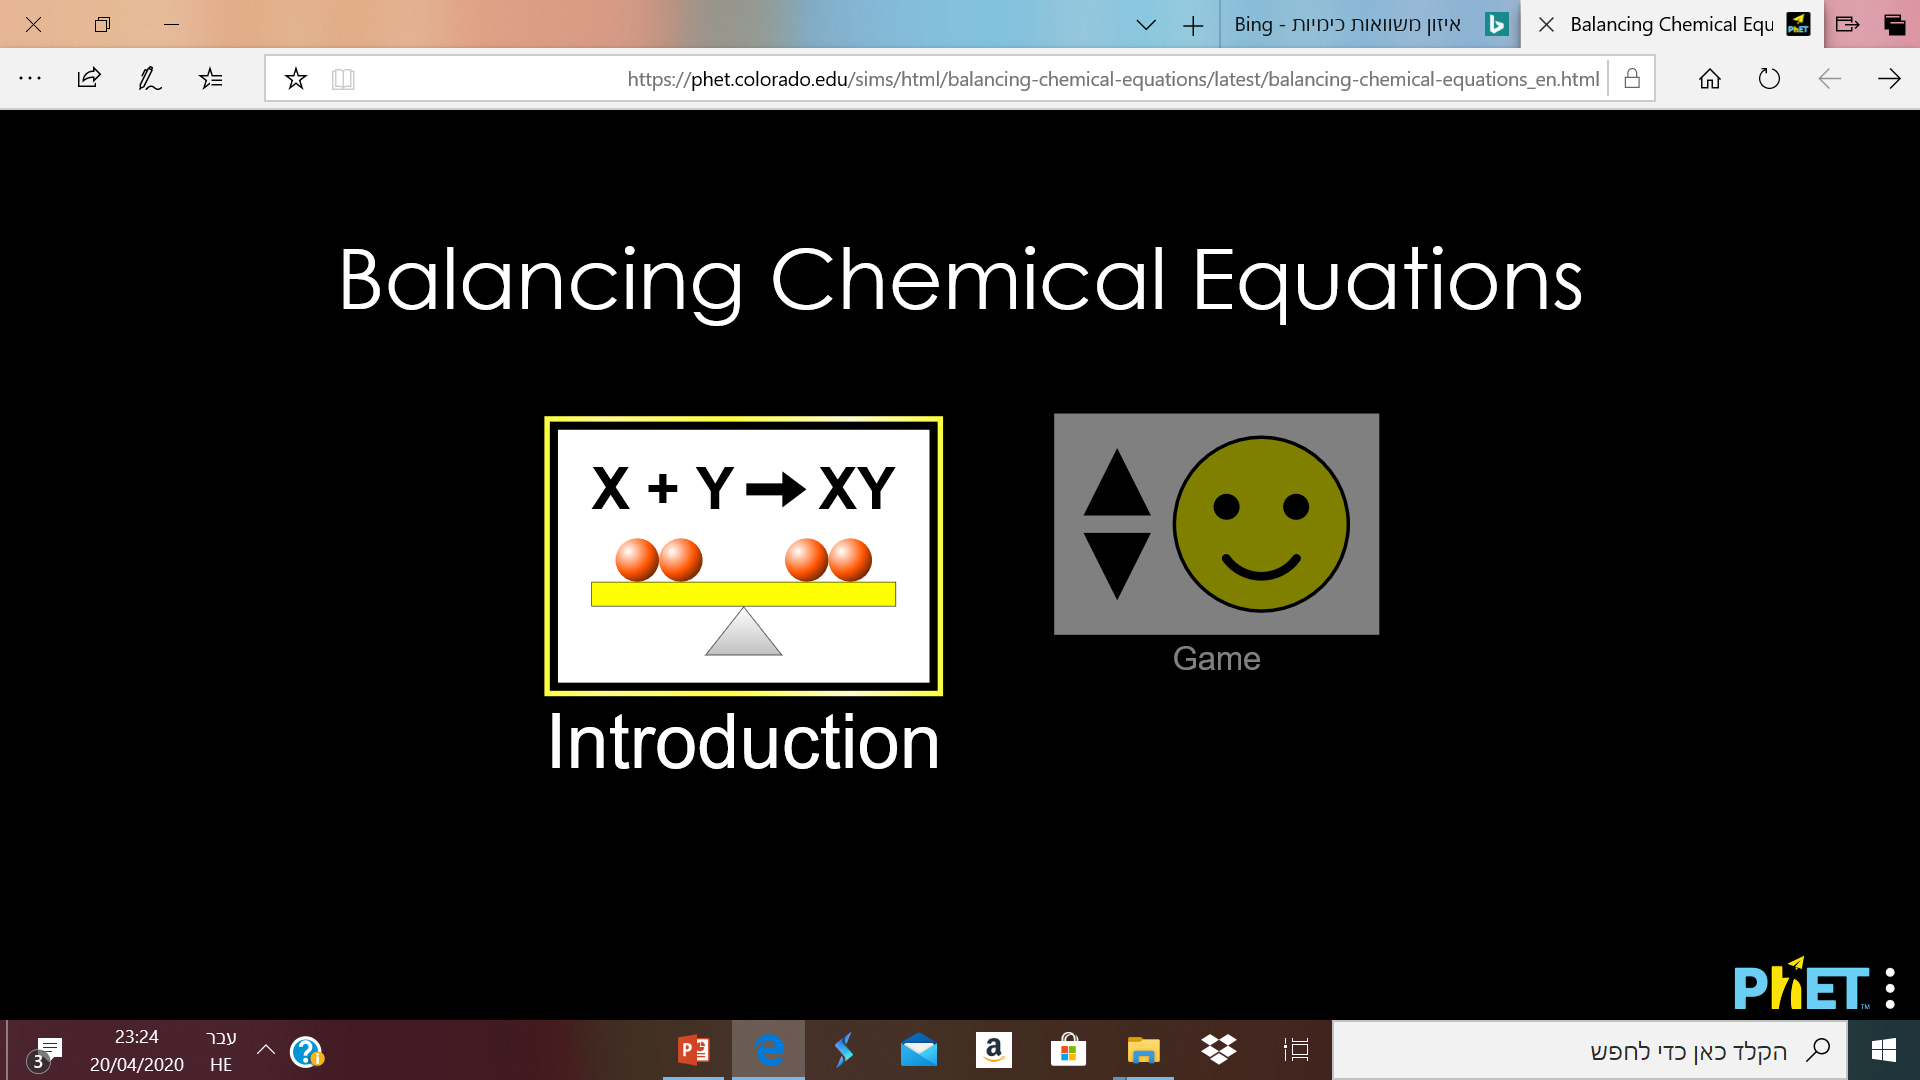 איזון משוואות כימיות - Bing
Balancing Chemical Equ
PhET
https://phet.colorado.edu/sims/html/balancing-chemical-equations/latest/balancing-chemical-equations_en.html
Balancing Chemical Equations
X + Y → XY
Introduction
Game
PhET™
23:24
20/04/2020
עבר
HE
3
a
הקלד כאן כדי לחפש